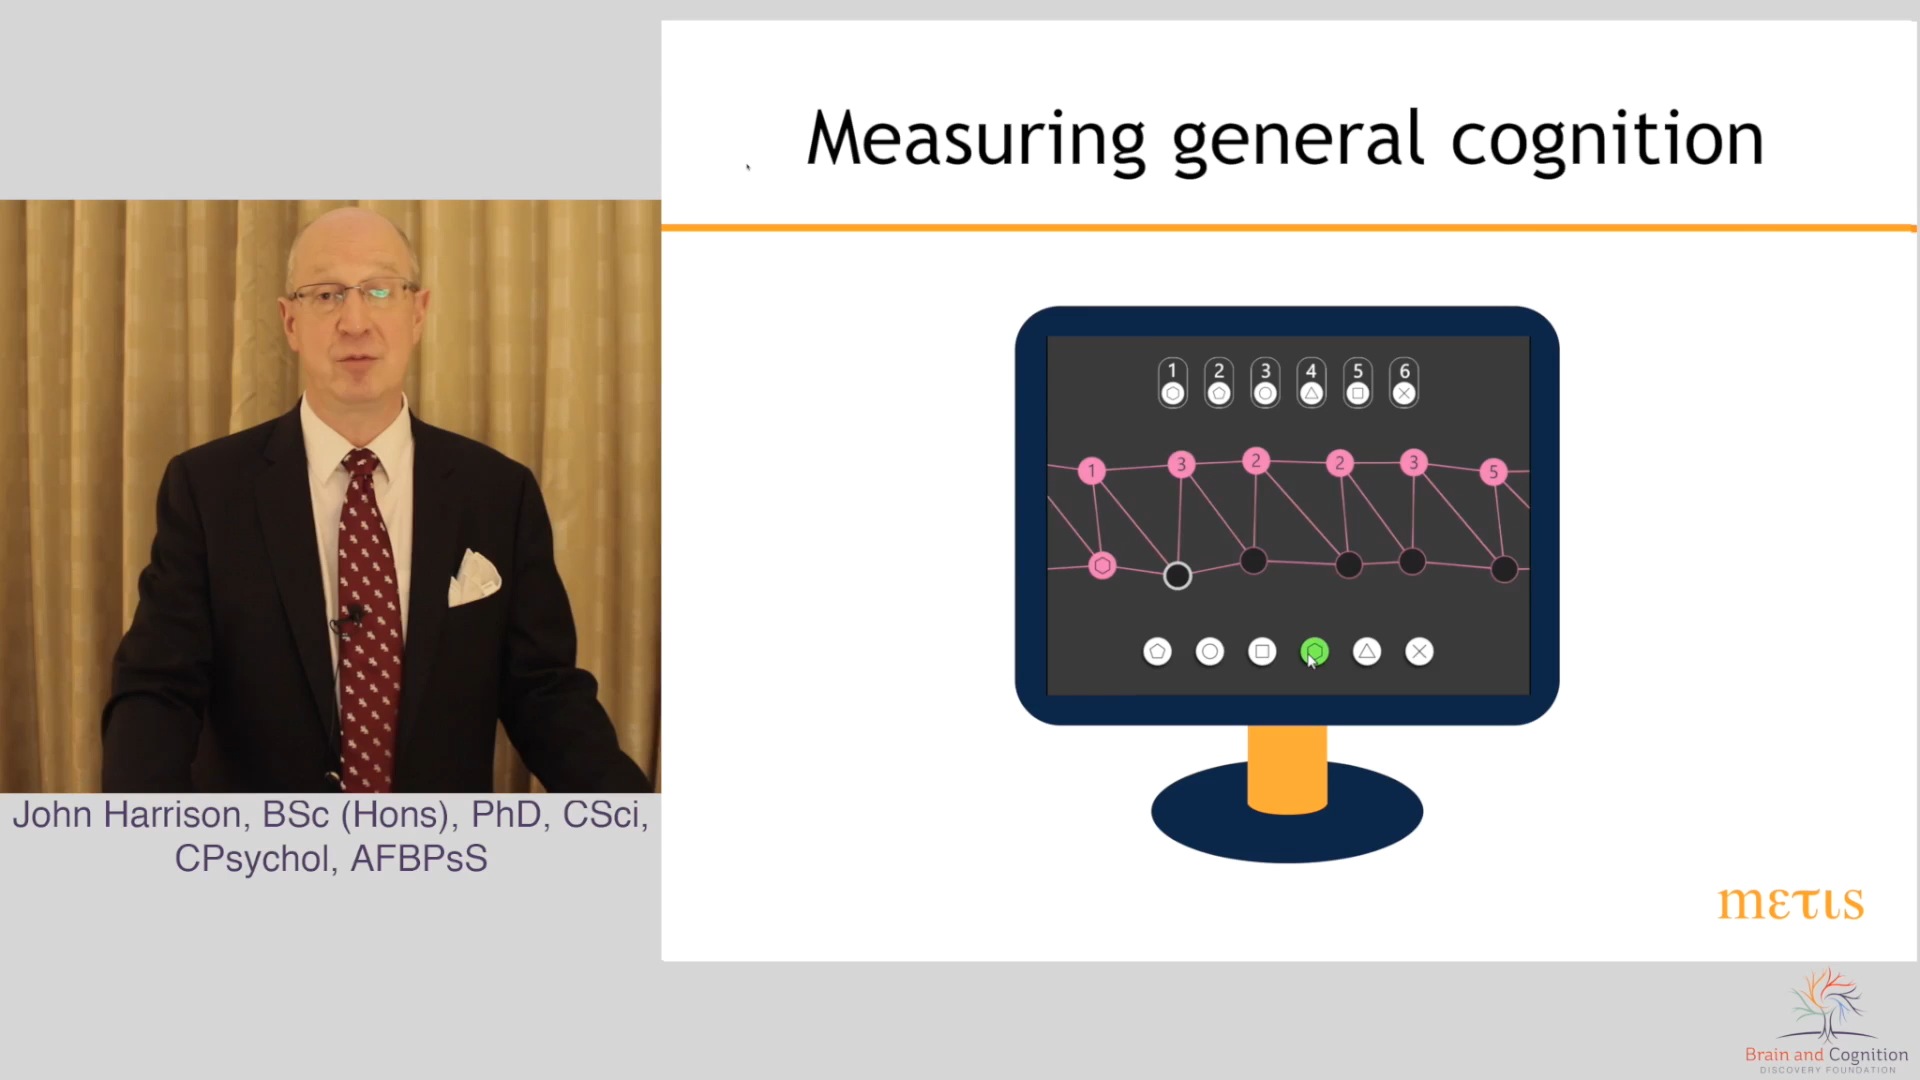 Measuring general cognition
1 2 3 4 5 6
1 3 2 2 3 5
John Harrison, BSc (Hons), PhD, CSci,
CPsychol, AFBPsS
mετιs
Brain and Cognition
DISCOVERY FOUNDATION